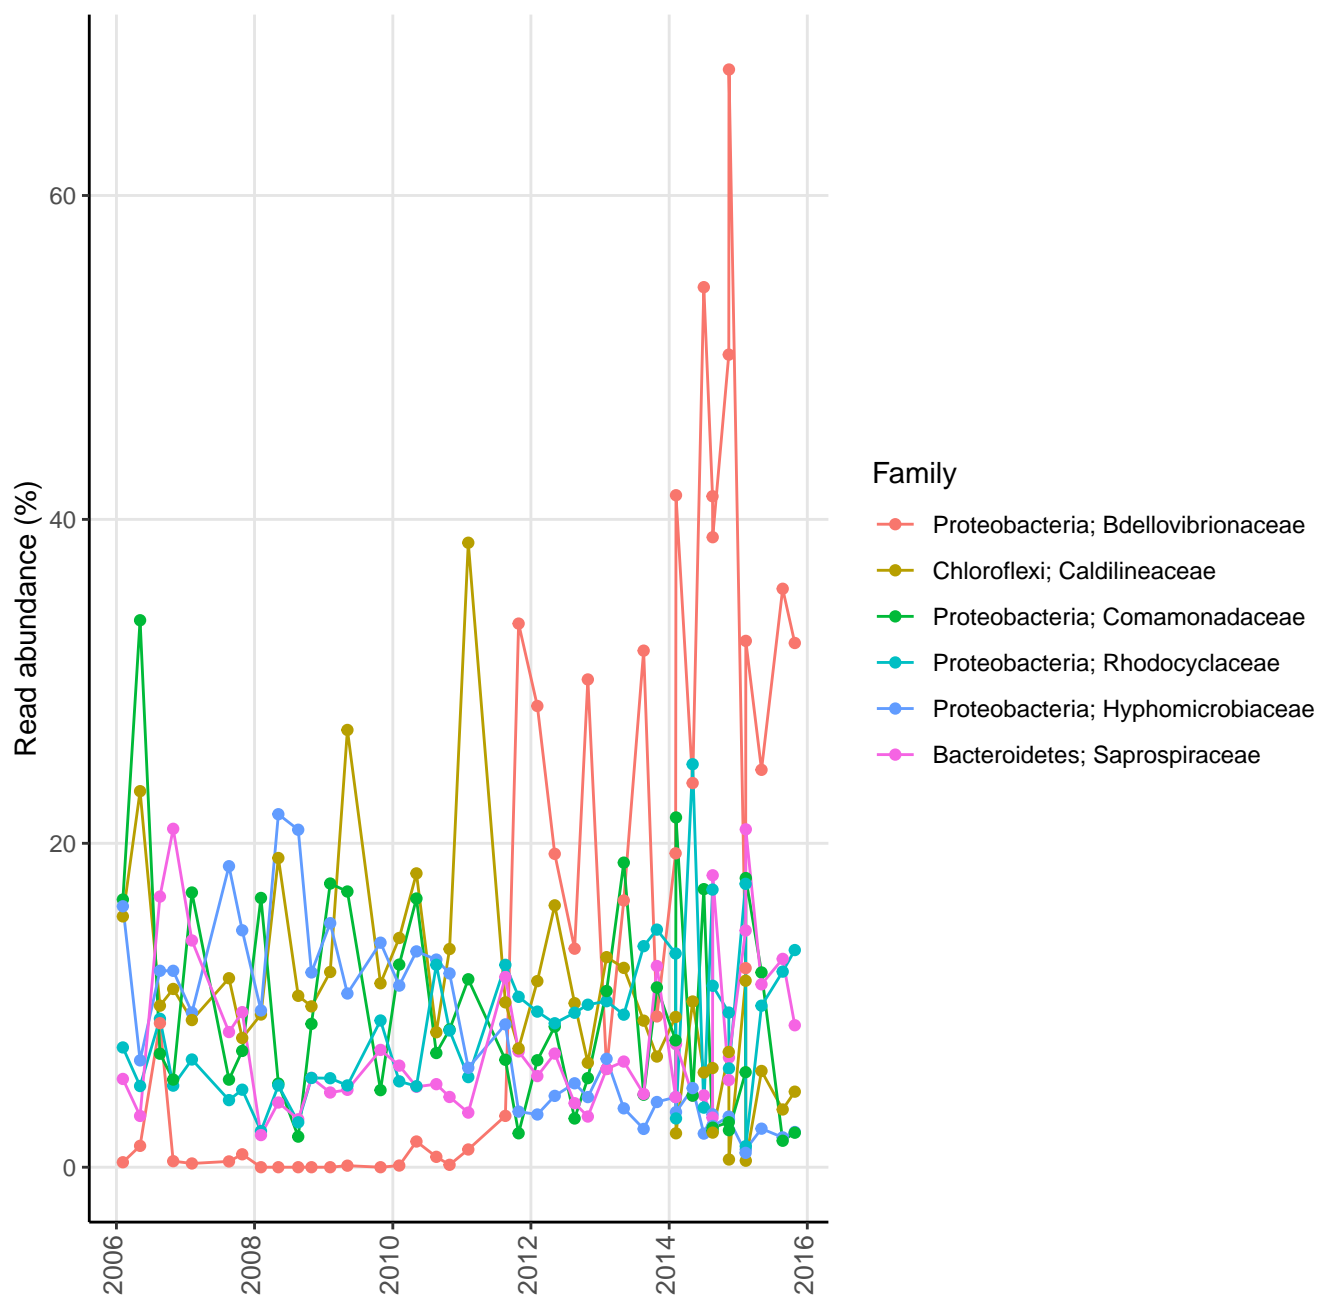 Read abundance (%)
60
40
20
0
2006
2008
2010
2012
2014
2016
Family
Proteobacteria; Bdellovibrionaceae
Chloroflexi; Caldilineaceae
Proteobacteria; Comamonadaceae
Proteobacteria; Rhodocyclaceae
Proteobacteria; Hyphomicrobiaceae
Bacteroidetes; Saprospiraceae